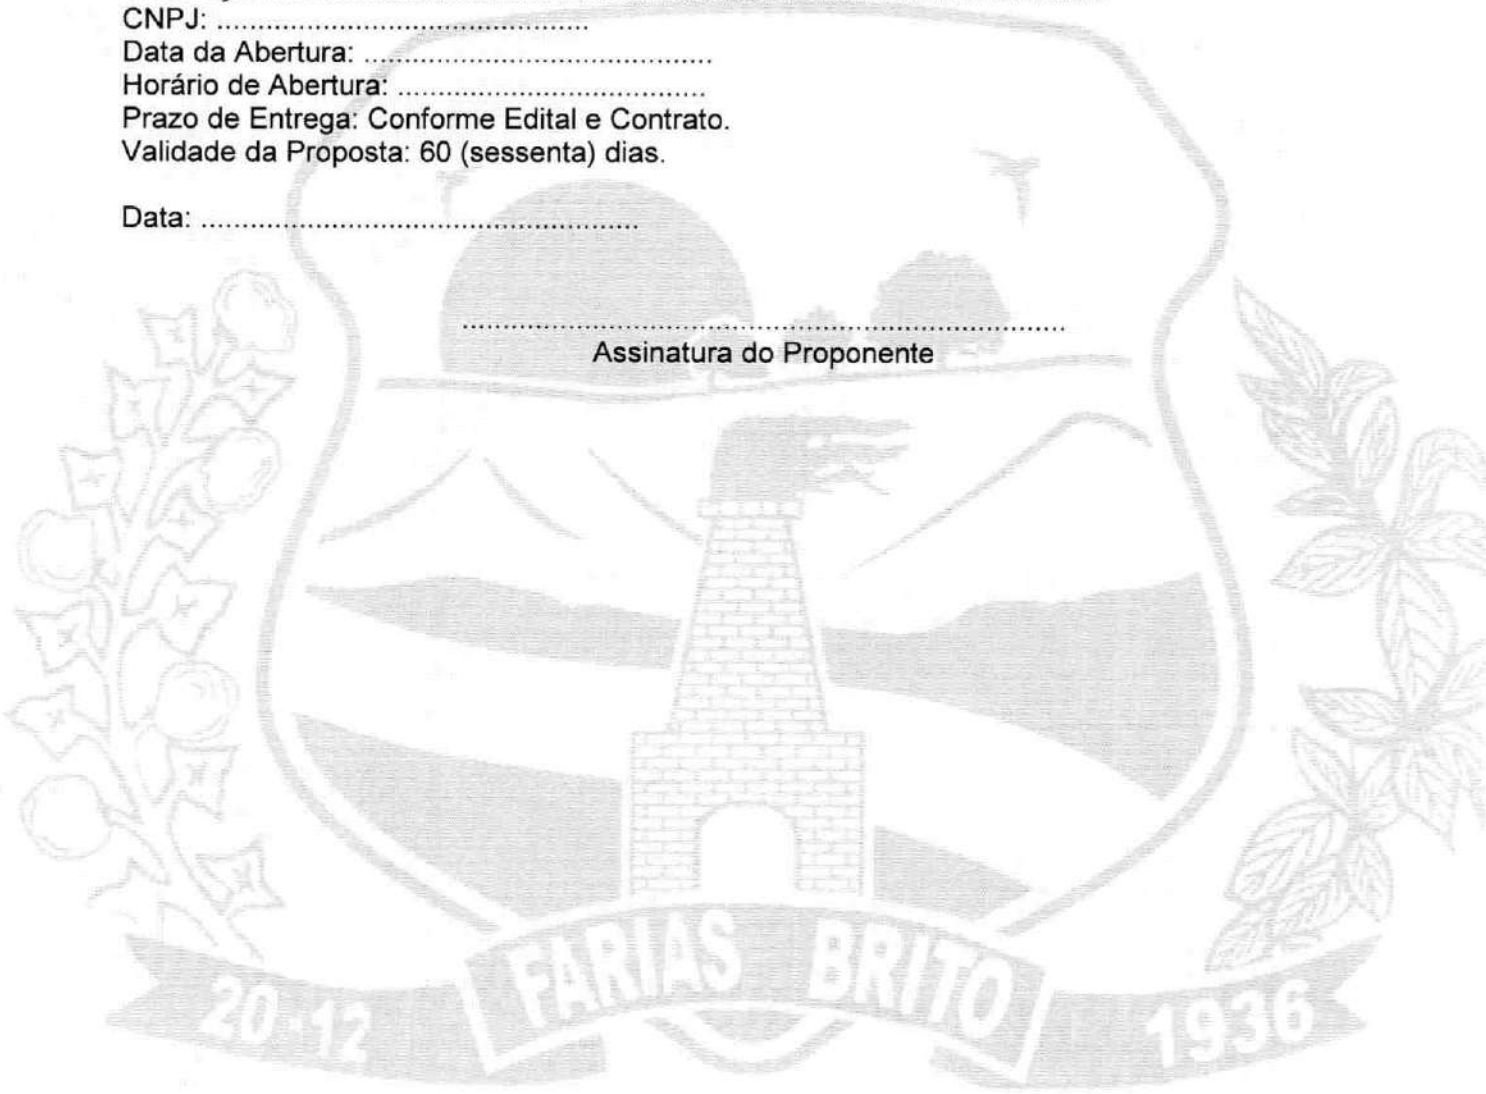 CNPJ: .............................................
Data da Abertura: ..........................................
Horário de Abertura: .....................................
Prazo de Entrega: Conforme Edital e Contrato.
Validade da Proposta: 60 (sessenta) dias.
Data: .....................................................
.........................................................................
Assinatura do Proponente
FARIAS BRITO
20-12
1936